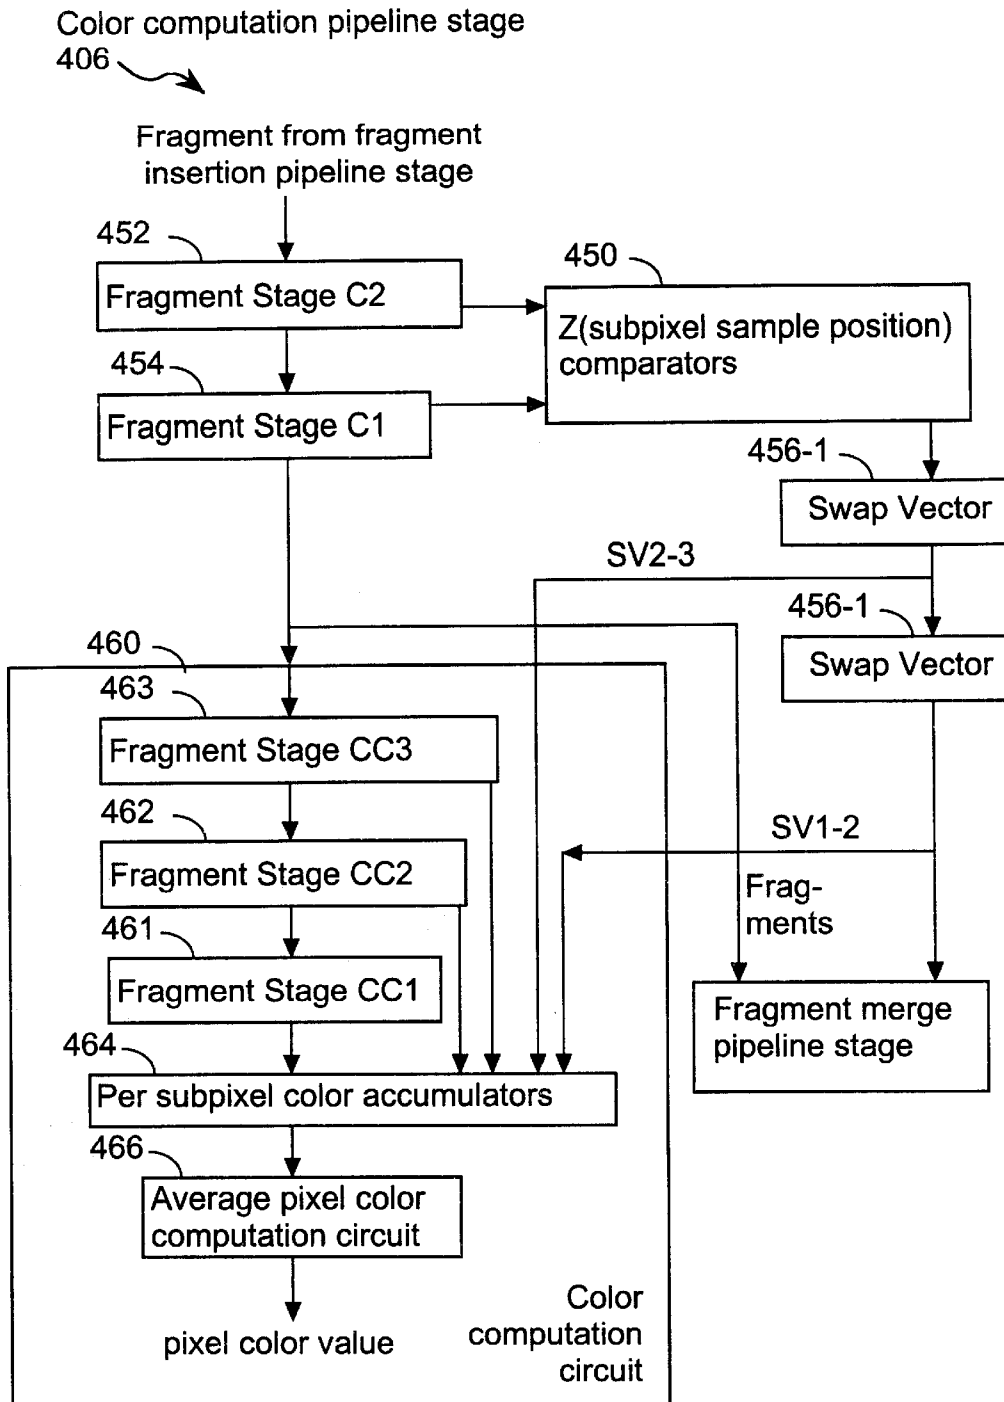 Color computation pipeline stage
406
Fragment from fragment
insertion pipeline stage
452
Fragment Stage C2
450
Z(subpixel sample position)
comparators
454
Fragment Stage C1
456-1
Swap Vector
SV2-3
456-1
Swap Vector
460
463
Fragment Stage CC3
462
Fragment Stage CC2
SV1-2
Frag-
ments
461
Fragment Stage CC1
Fragment merge
pipeline stage
464
Per subpixel color accumulators
466
Average pixel color
computation circuit
pixel color value
Color
computation
circuit